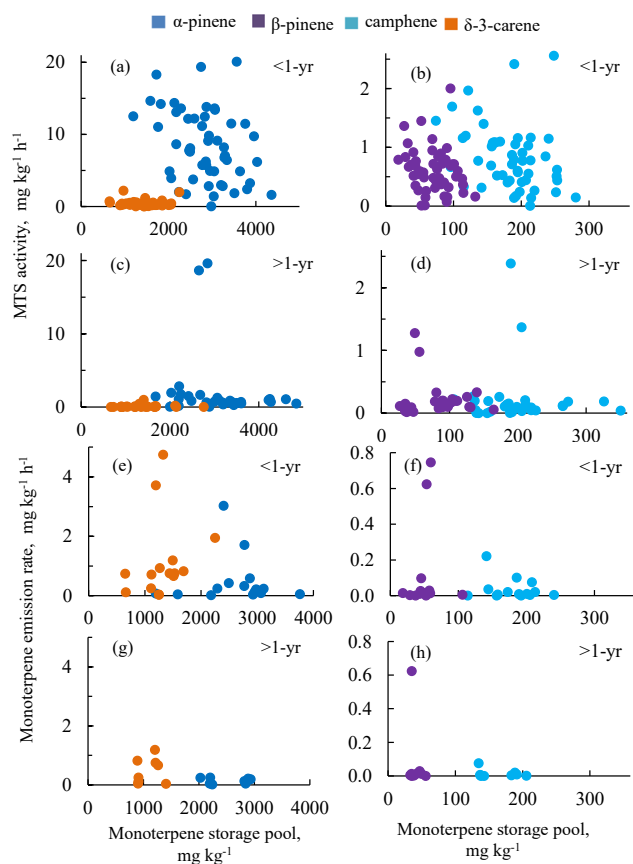 α-pinene β-pinene camphene δ-3-carene
MTS activity, mg kg-1 h-1
(a) <1-yr
20
15
10
5
0
0 2000 4000
(b) <1-yr
2
1
0
0 100 200 300
(c) >1-yr
20
10
0
0 2000 4000
(d) >1-yr
2
1
0
0 100 200 300
Monoterpene emission rate, mg kg-1 h-1
(e) <1-yr
4
2
0
0 1000 2000 3000 4000
(f) <1-yr
0.8
0.6
0.4
0.2
0.0
0 100 200 300
(g) >1-yr
4
2
0
0 1000 2000 3000 4000
Monoterpene storage pool,
mg kg-1
(h) >1-yr
0.8
0.6
0.4
0.2
0.0
0 100 200 300
Monoterpene storage pool,
mg kg-1